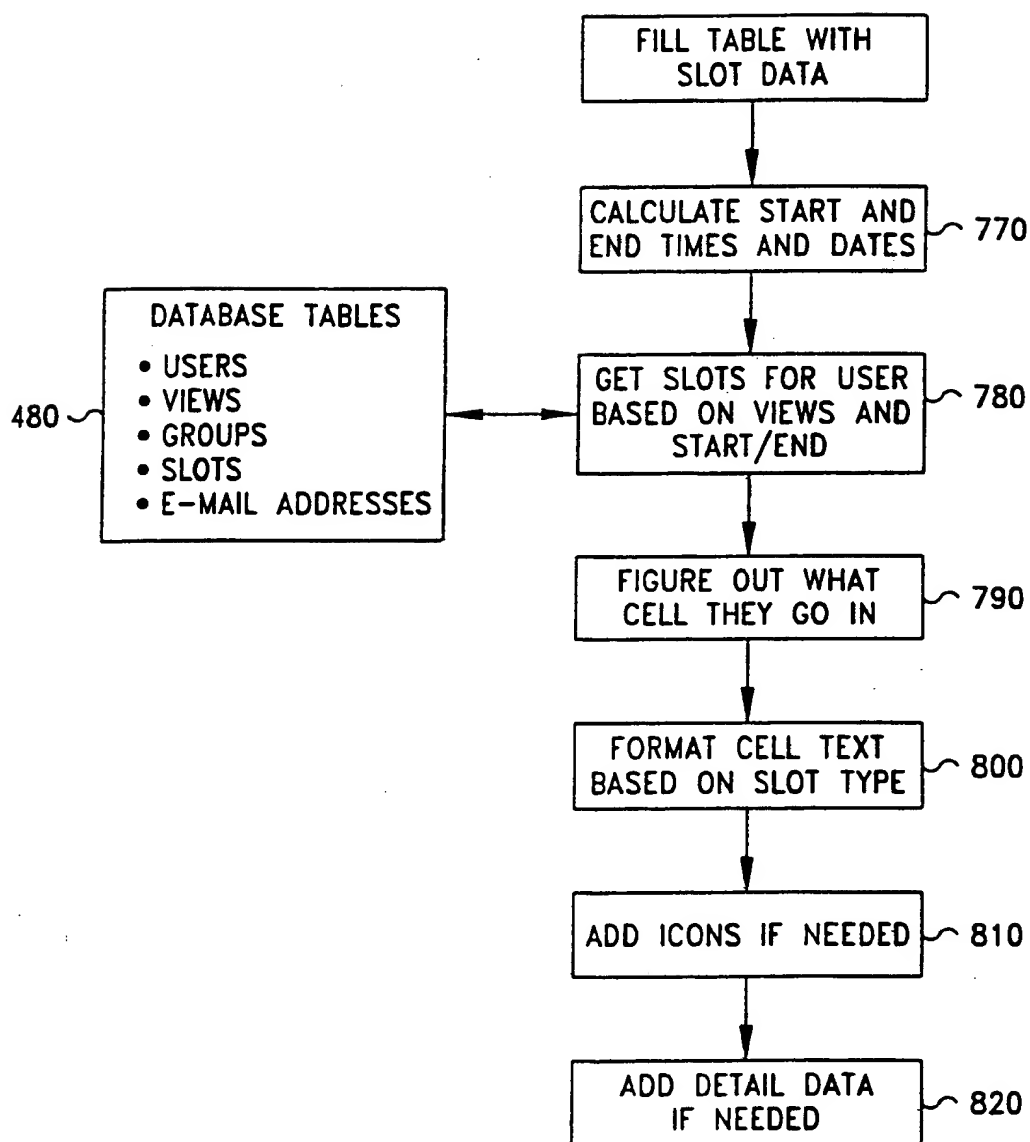 FILL TABLE WITH
SLOT DATA
CALCULATE START AND
END TIMES AND DATES
770
DATABASE TABLES
• USERS
• VIEWS
• GROUPS
• SLOTS
• E-MAIL ADDRESSES
480
GET SLOTS FOR USER
BASED ON VIEWS AND
START/END
780
FIGURE OUT WHAT
CELL THEY GO IN
790
FORMAT CELL TEXT
BASED ON SLOT TYPE
800
ADD ICONS IF NEEDED
810
ADD DETAIL DATA
IF NEEDED
820